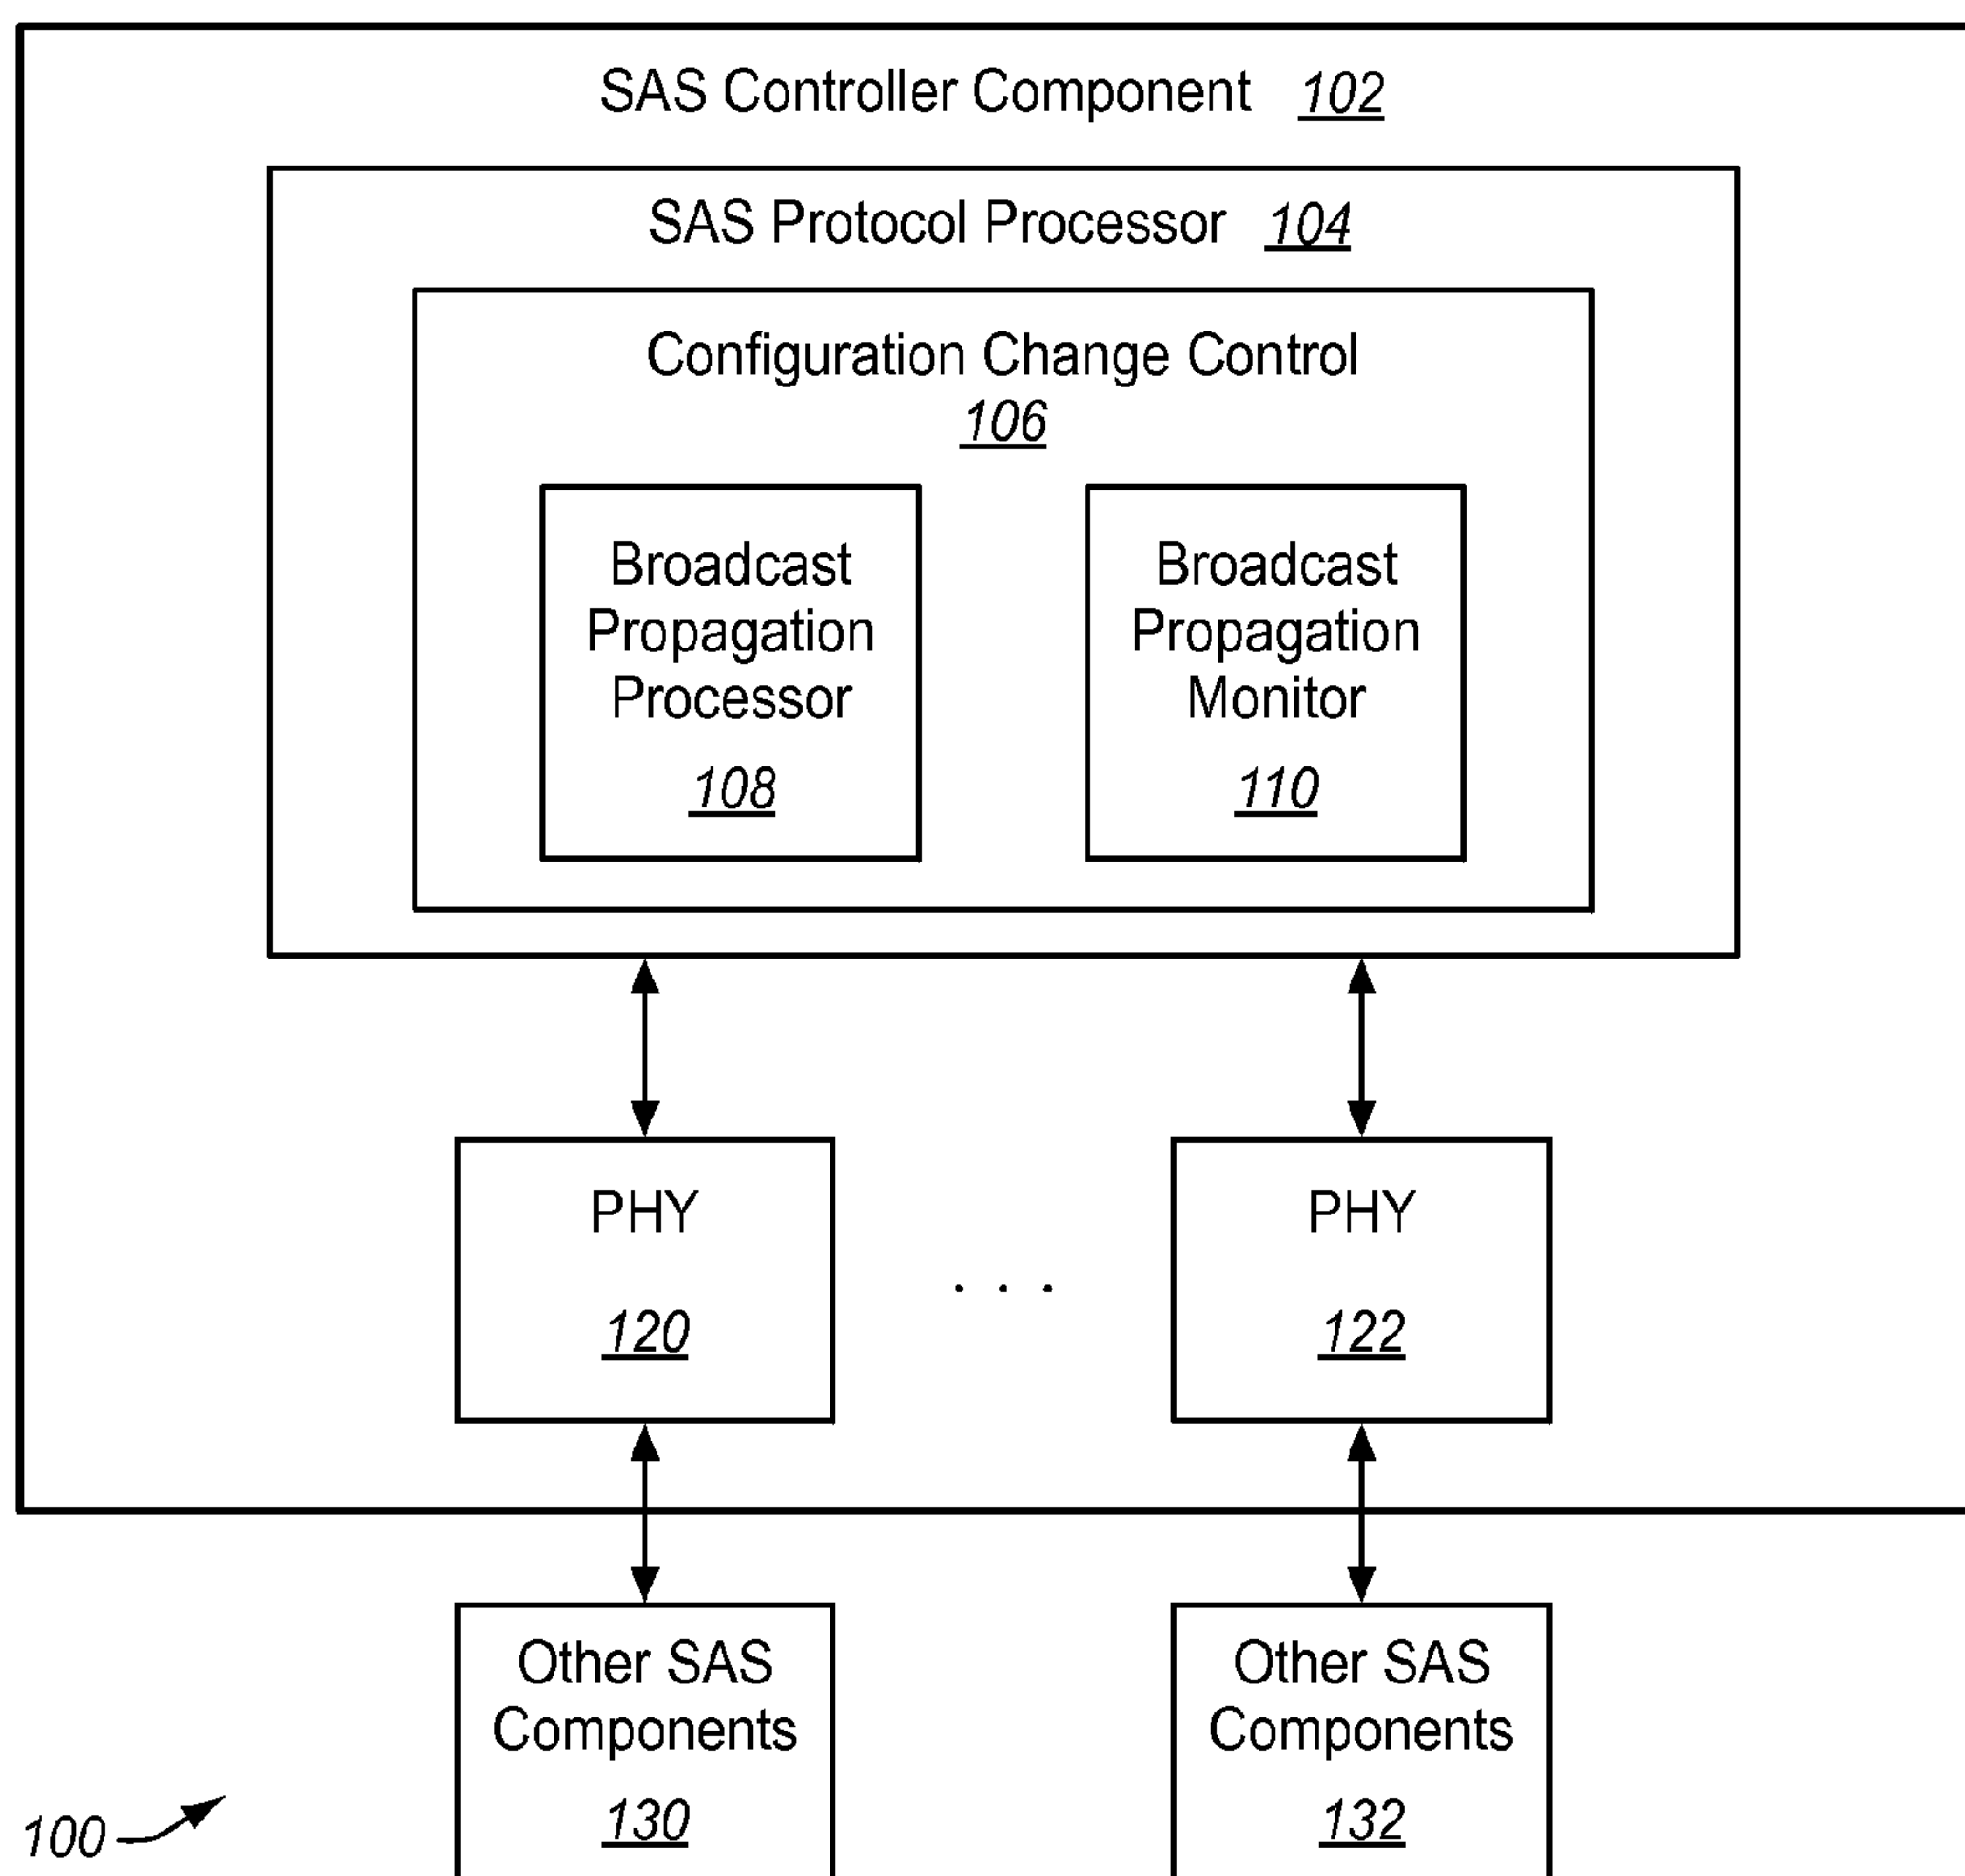 SAS Controller Component 102
SAS Protocol Processor 104
Configuration Change Control
106
Broadcast
Propagation
Processor
108
Broadcast
Propagation
Monitor
110
PHY
120
. . .
PHY
122
Other SAS
Components
130
Other SAS
Components
132
100